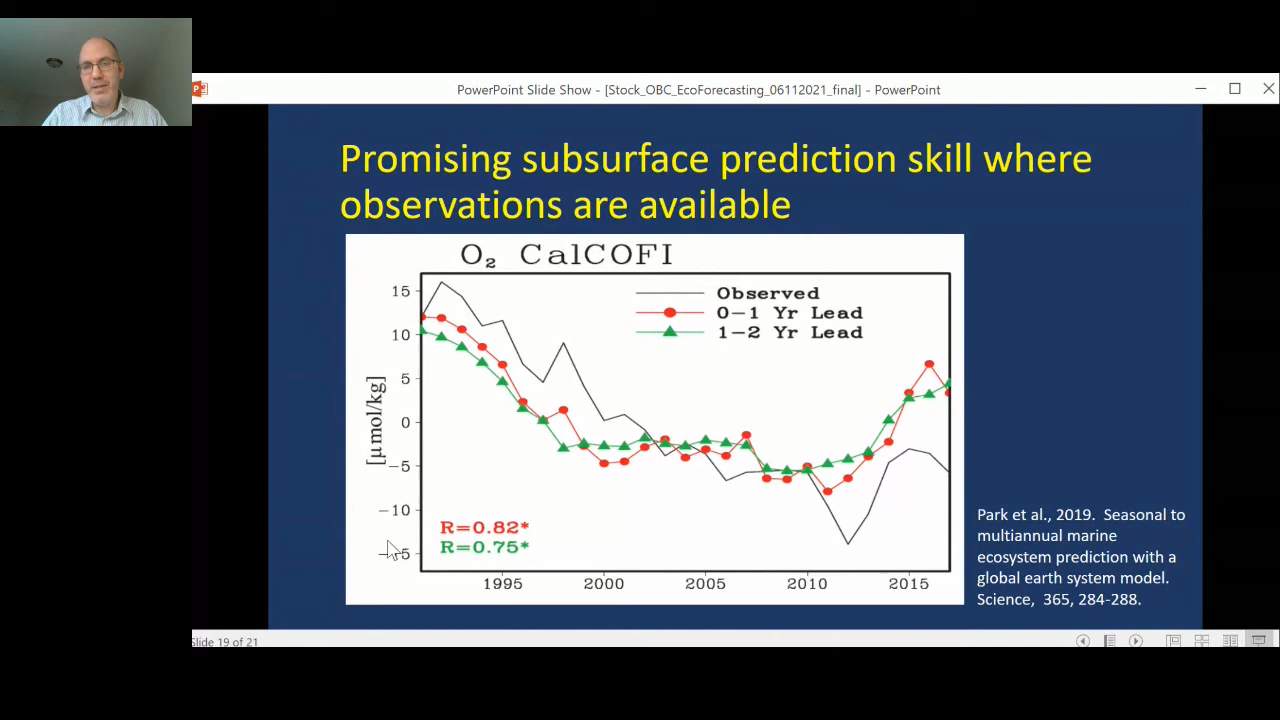 PowerPoint Slide Show - [Stock_OBC_EcoForecasting_06112021_final] - PowerPoint
Promising subsurface prediction skill where
observations are available
O₂ CalCOFI
15
10
5
0
−5
−10
[µmol/kg]
Observed
0−1 Yr Lead
1−2 Yr Lead
R=0.82*
R=0.75*
1995
2000
2005
2010
2015
Park et al., 2019. Seasonal to
multiannual marine
ecosystem prediction with a
global earth system model.
Science, 365, 284-288.
Slide 19 of 21